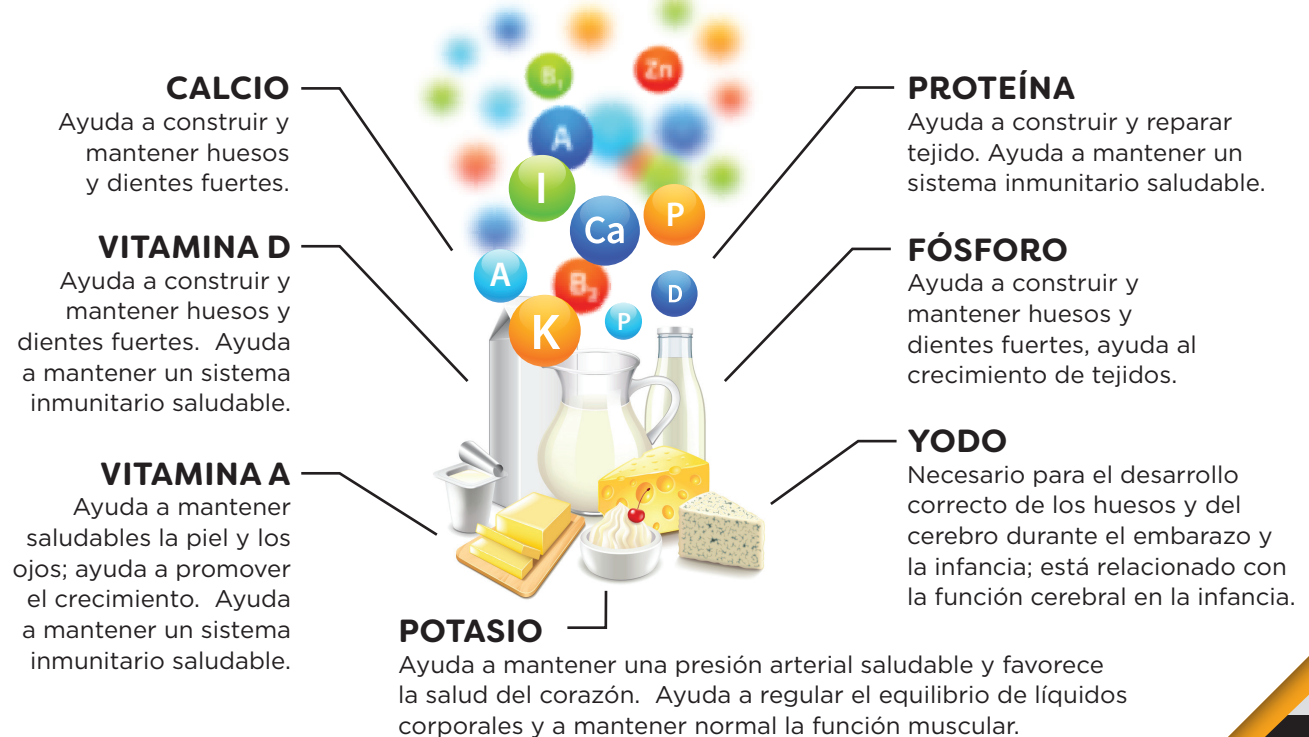 CALCIO
Ayuda a construir y
mantener huesos
y dientes fuertes.
VITAMINA D
Ayuda a construir y
mantener huesos y
dientes fuertes.  Ayuda
a mantener un sistema
inmunitario saludable.
VITAMINA A
Ayuda a mantener
saludables la piel y los
ojos; ayuda a promover
el crecimiento.  Ayuda
a mantener un sistema
inmunitario saludable.
B₁
Zn
A
I
Ca
P
A
B₂
D
P
K
PROTEÍNA
Ayuda a construir y reparar
tejido. Ayuda a mantener un
sistema inmunitario saludable.
FÓSFORO
Ayuda a construir y
mantener huesos y
dientes fuertes, ayuda al
crecimiento de tejidos.
YODO
Necesario para el desarrollo
correcto de los huesos y del
cerebro durante el embarazo y
la infancia; está relacionado con
la función cerebral en la infancia.
POTASIO
Ayuda a mantener una presión arterial saludable y favorece
la salud del corazón.  Ayuda a regular el equilibrio de líquidos
corporales y a mantener normal la función muscular.